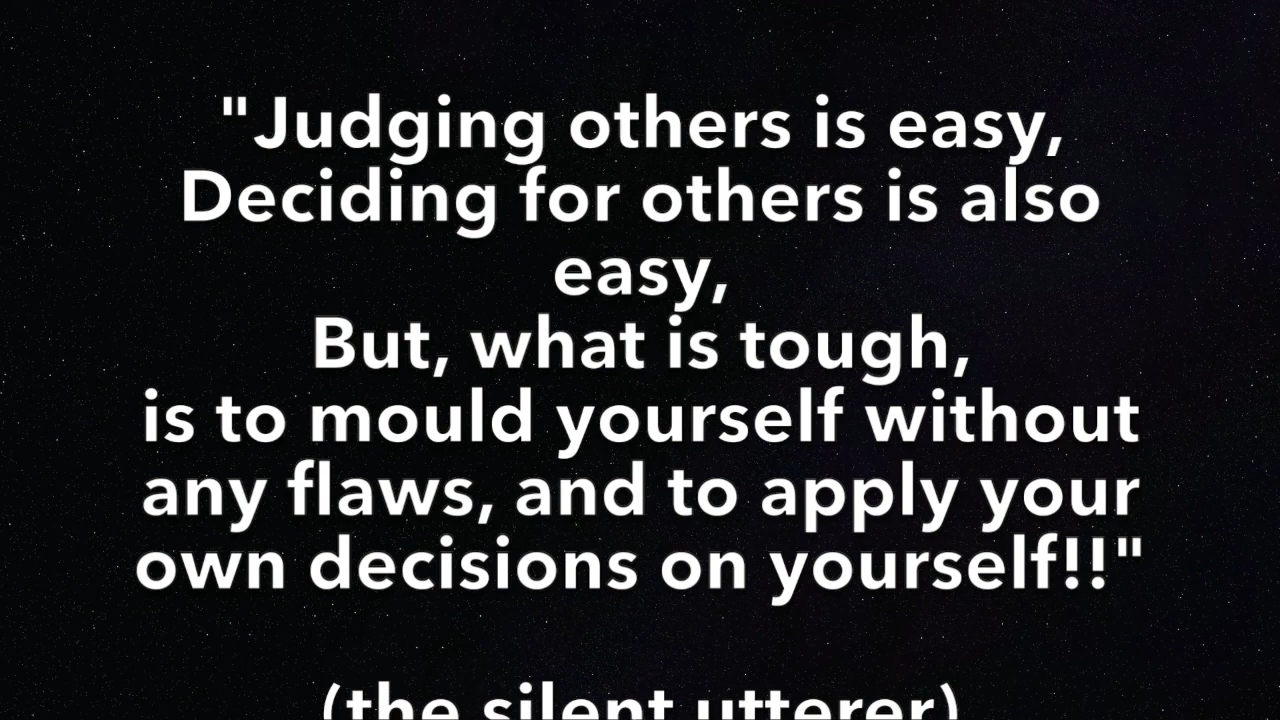 "Judging others is easy,
Deciding for others is also
easy,
But, what is tough,
is to mould yourself without
any flaws, and to apply your
own decisions on yourself!!"
(the silent utterer)